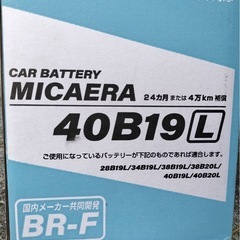 CAR BATTERY
MICAERA
24カ月 または 4万km 補償
40B19 L
ご使用になっているバッテリーが下記のものであれば適合します。
28B19L/34B19L/38B19L/38B20L/
40B19L/40B20L
国内メーカー共同開発
BR-F